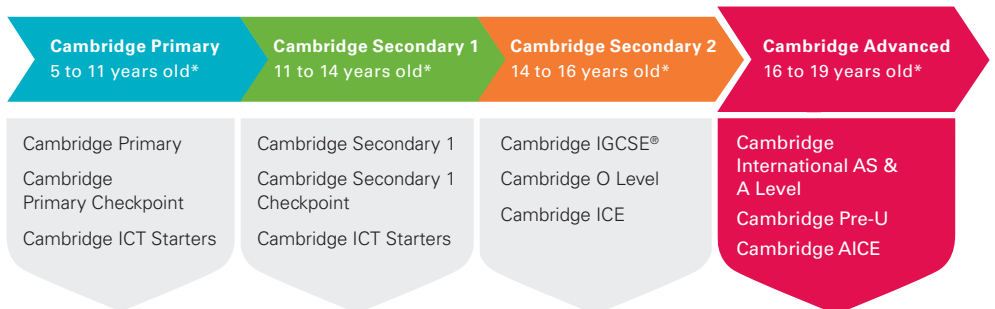 Cambridge Primary
5 to 11 years old*
Cambridge Secondary 1
11 to 14 years old*
Cambridge Secondary 2
14 to 16 years old*
Cambridge Advanced
16 to 19 years old*
Cambridge Primary
Cambridge
Primary Checkpoint
Cambridge ICT Starters
Cambridge Secondary 1
Cambridge Secondary 1
Checkpoint
Cambridge ICT Starters
Cambridge IGCSE®
Cambridge O Level
Cambridge ICE
Cambridge
International AS &
A Level
Cambridge Pre-U
Cambridge AICE